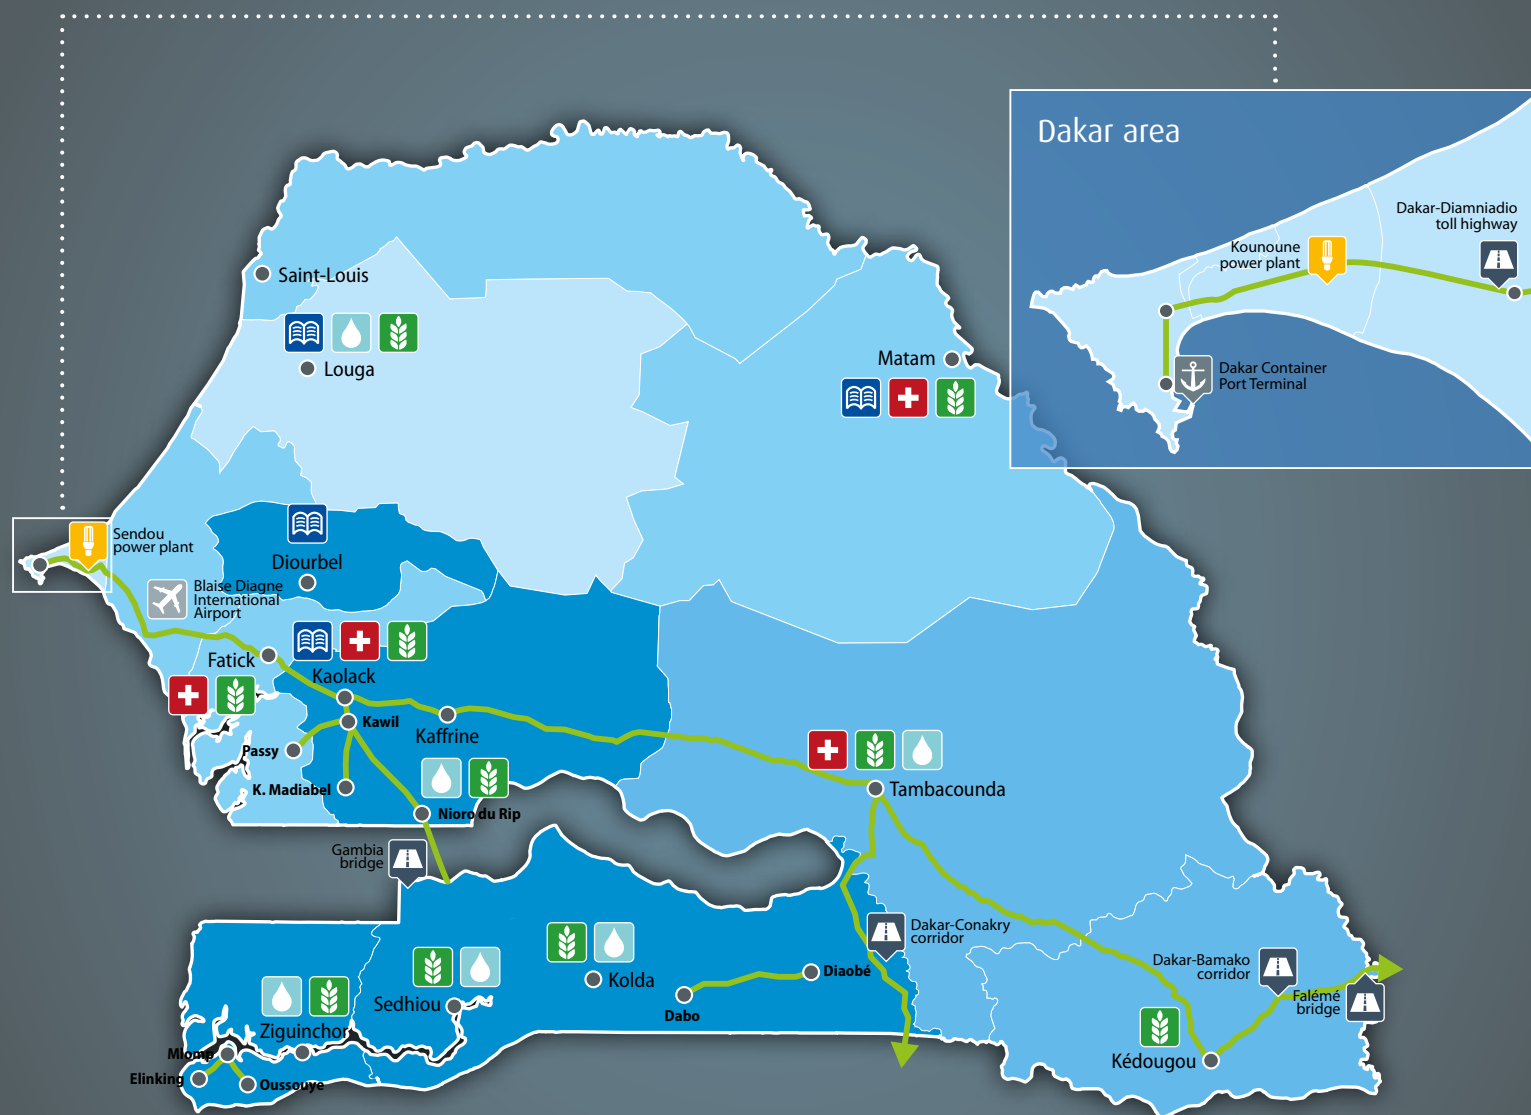 Dakar area
Dakar-Diamniadio
toll highway
Kounoune
power plant
Dakar Container
Port Terminal
Saint-Louis
Louga
Matam
Sendou
power plant
Diourbel
Blaise Diagne
International
Airport
Fatick
Kaolack
Kawil
Kaffrine
Passy
K. Madiabel
Nioro du Rip
Tambacounda
Gambia
bridge
Dakar-Conakry
corridor
Kolda
Diaobé
Dabo
Sedhiou
Ziguinchor
Dakar-Bamako
corridor
Falémé
bridge
Kédougou
Mlomp
Elinking
Oussouye